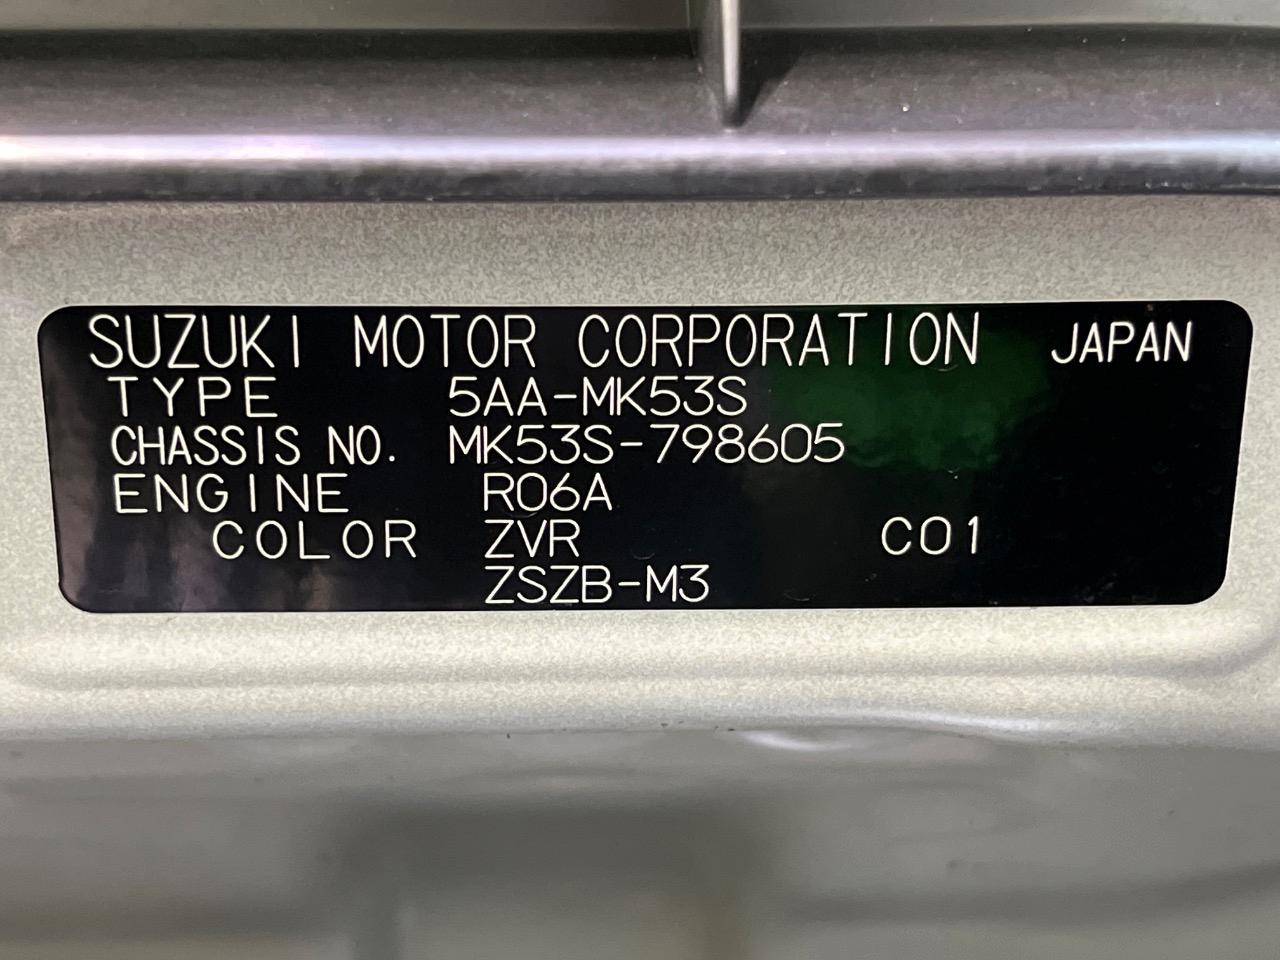 SUZUKI MOTOR CORPORATION JAPAN
TYPE 5AA-MK53S
CHASSIS NO. MK53S-798605
ENGINE R06A
COLOR ZVR C01
ZSZB-M3